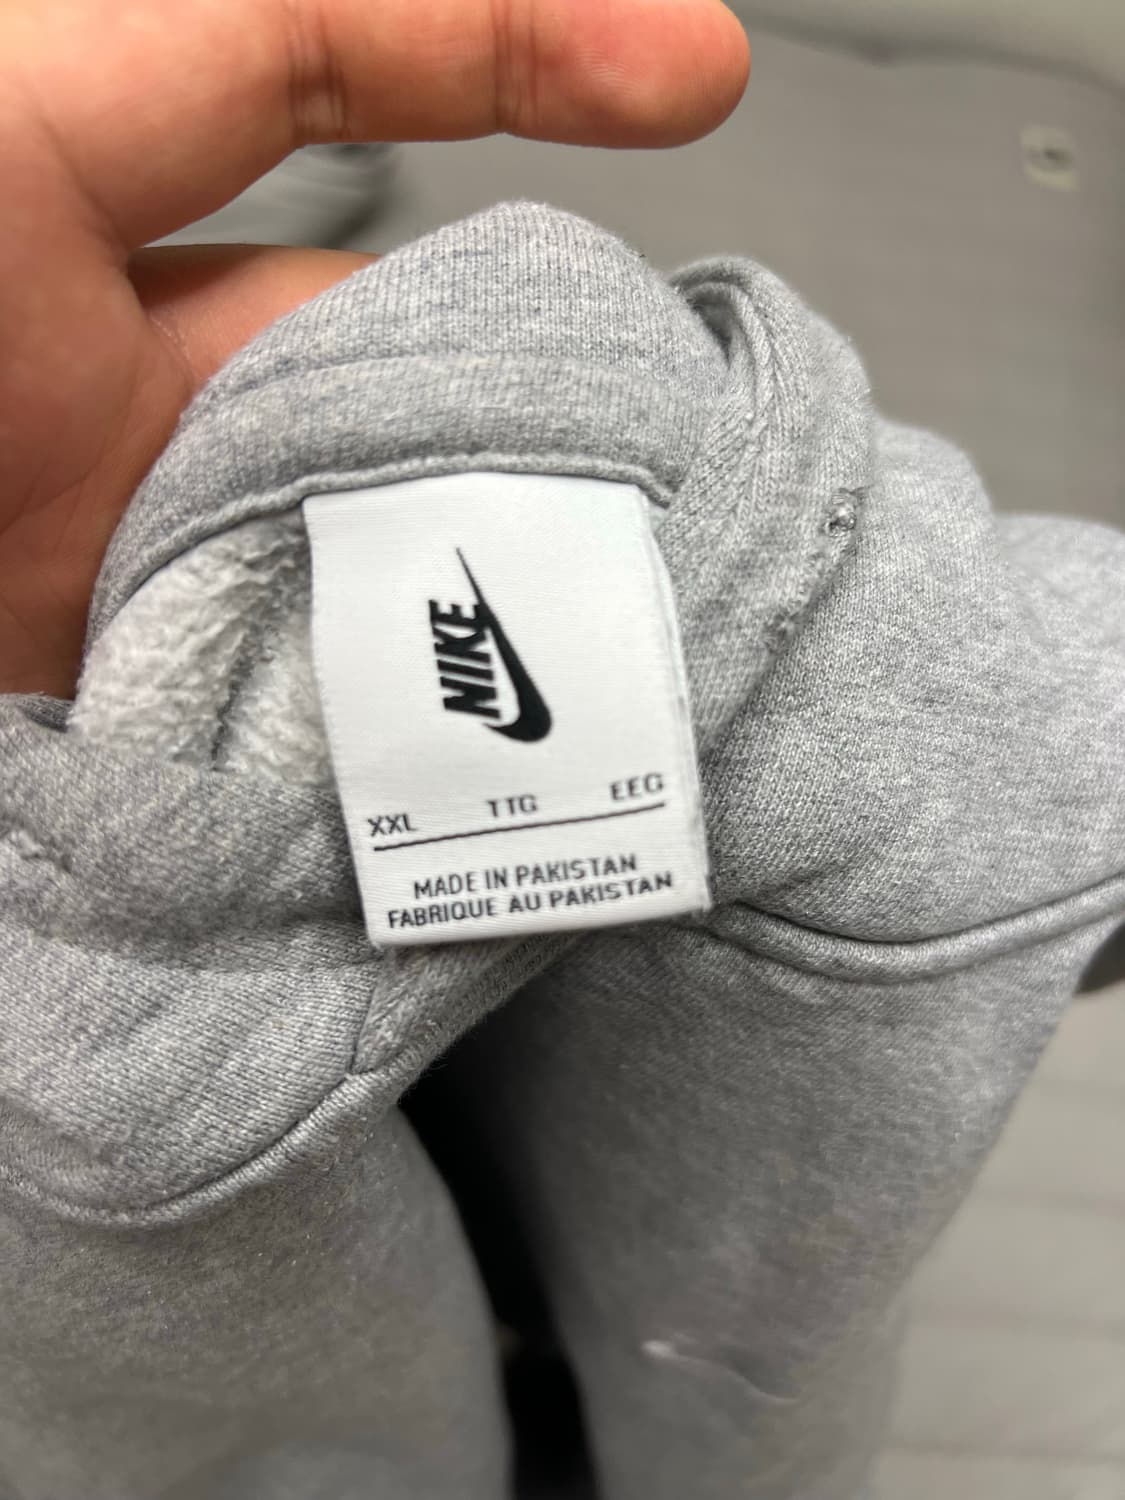 NIKE
XXL TTG EEG
MADE IN PAKISTAN
FABRIQUE AU PAKISTAN